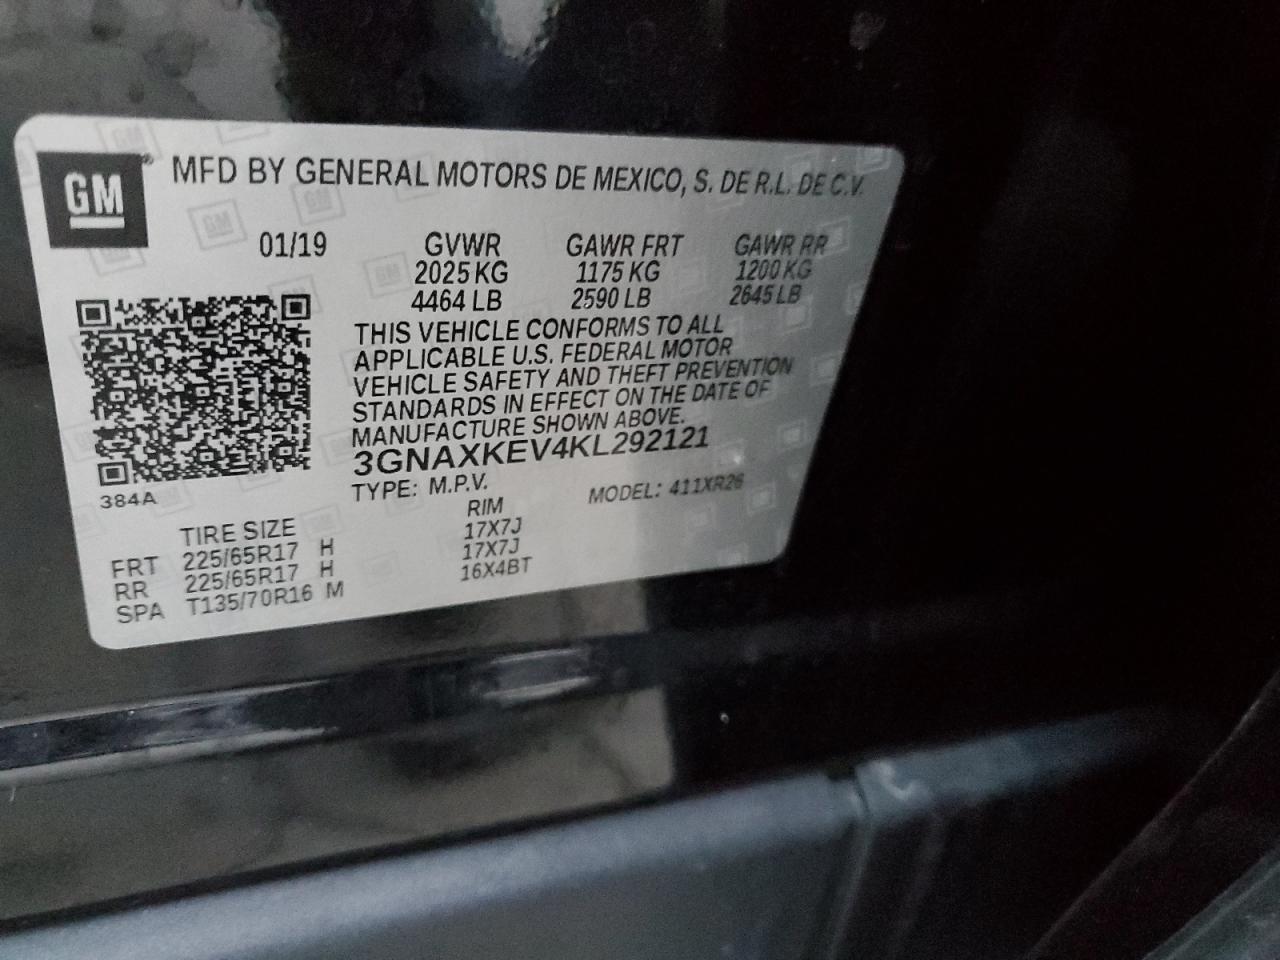 GM
MFD BY GENERAL MOTORS DE MEXICO, S. DE R.L. DE C.V.
01/19 GVWR GAWR FRT GAWR RR
2025 KG 1175 KG 1200 KG
4464 LB 2590 LB 2645 LB
THIS VEHICLE CONFORMS TO ALL
APPLICABLE U.S. FEDERAL MOTOR
VEHICLE SAFETY AND THEFT PREVENTION
STANDARDS IN EFFECT ON THE DATE OF
MANUFACTURE SHOWN ABOVE.
3GNAXKEV4KL292121
384A
TYPE: M.P.V. MODEL: 411XR26
TIRE SIZE RIM
FRT 225/65R17 H 17X7J
RR 225/65R17 H 17X7J
SPA T135/70R16 M 16X4BT